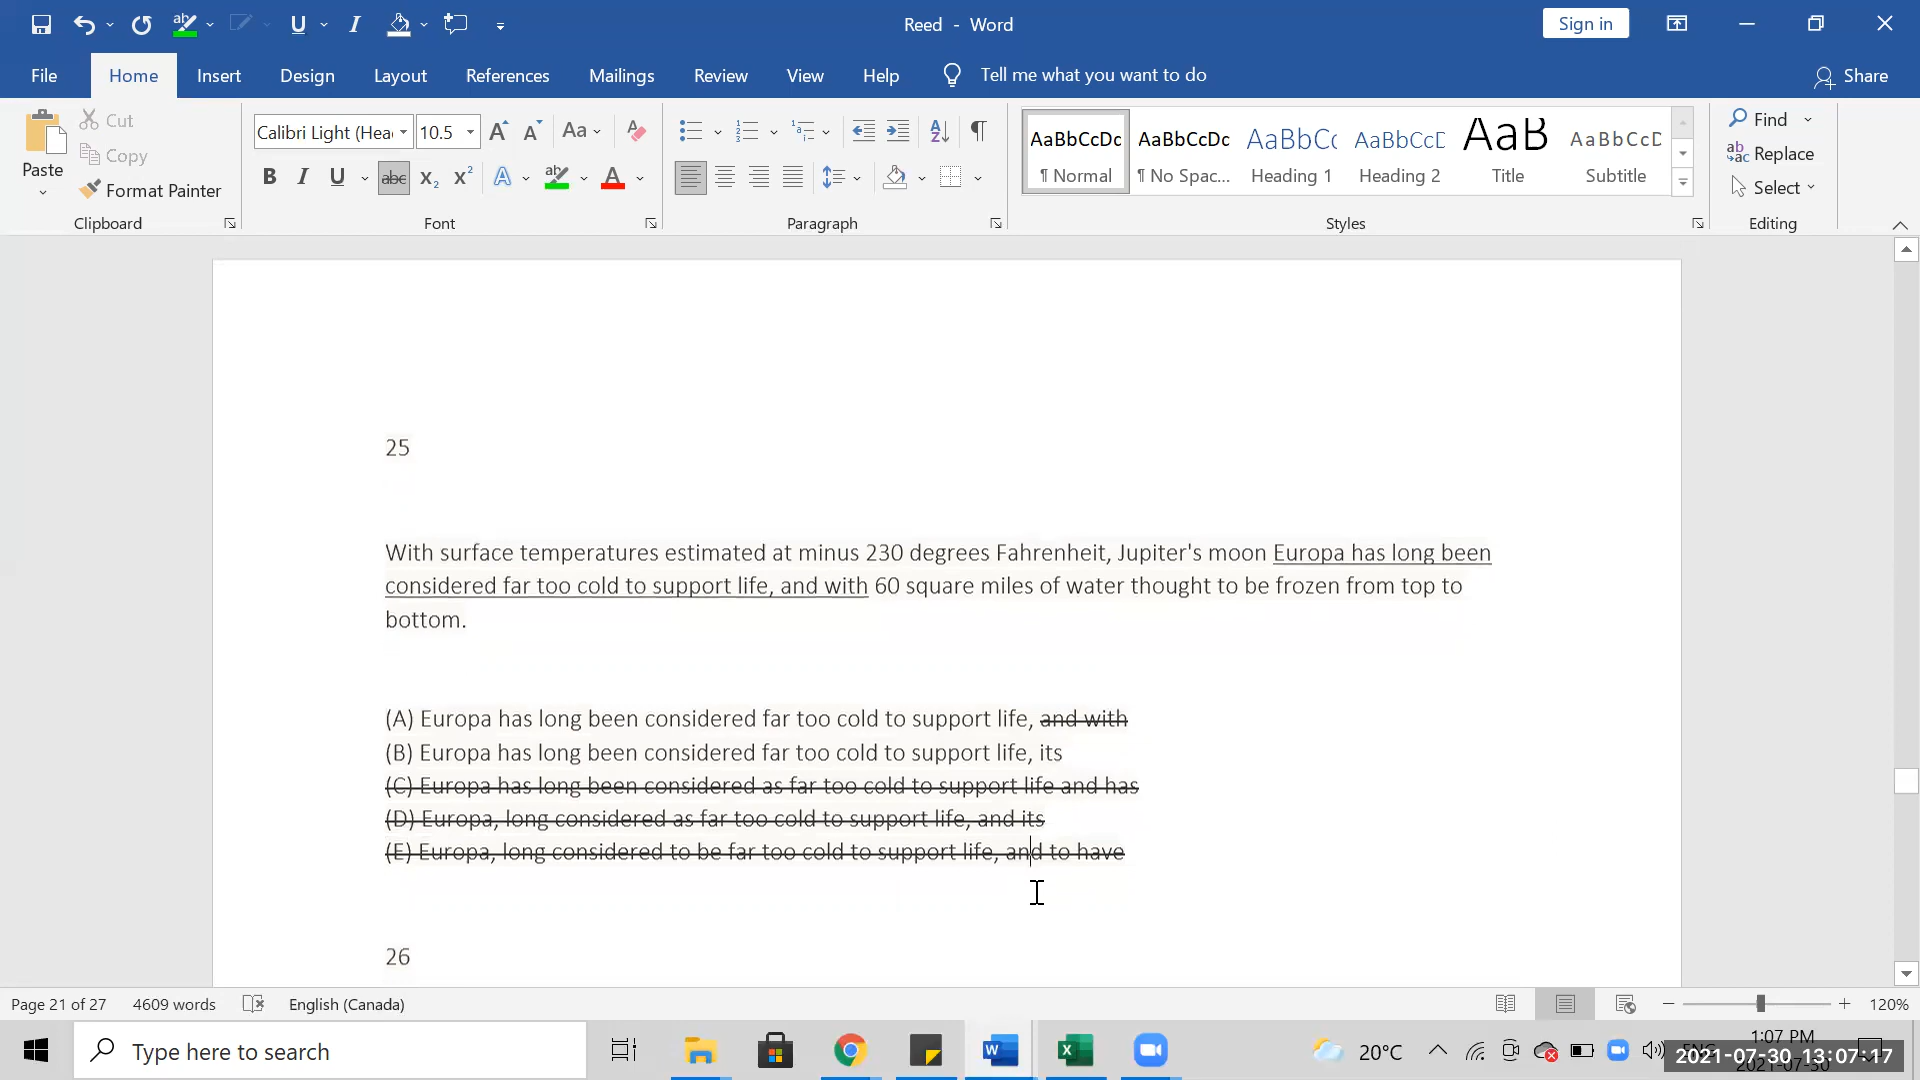 Reed - Word
Sign in
File Home Insert Design Layout References Mailings Review View Help Tell me what you want to do Share
Paste
Cut
Copy
Format Painter
Clipboard
Calibri Light (Hea 10.5
Font
Paragraph
AaBbCcDc AaBbCcDc AaBbCc AaBbCcD AaB AaBbCcD
¶ Normal ¶ No Spac... Heading 1 Heading 2 Title Subtitle
Styles
Find
Replace
Select
Editing
25
With surface temperatures estimated at minus 230 degrees Fahrenheit, Jupiter's moon Europa has long been
considered far too cold to support life, and with 60 square miles of water thought to be frozen from top to
bottom.
(A) Europa has long been considered far too cold to support life, and with
(B) Europa has long been considered far too cold to support life, its
(C) Europa has long been considered as far too cold to support life and has
(D) Europa, long considered as far too cold to support life, and its
(E) Europa, long considered to be far too cold to support life, and to have
26
Page 21 of 27 4609 words English (Canada) 120%
Type here to search
20°C
1:07 PM
2021-07-30 13:07:17